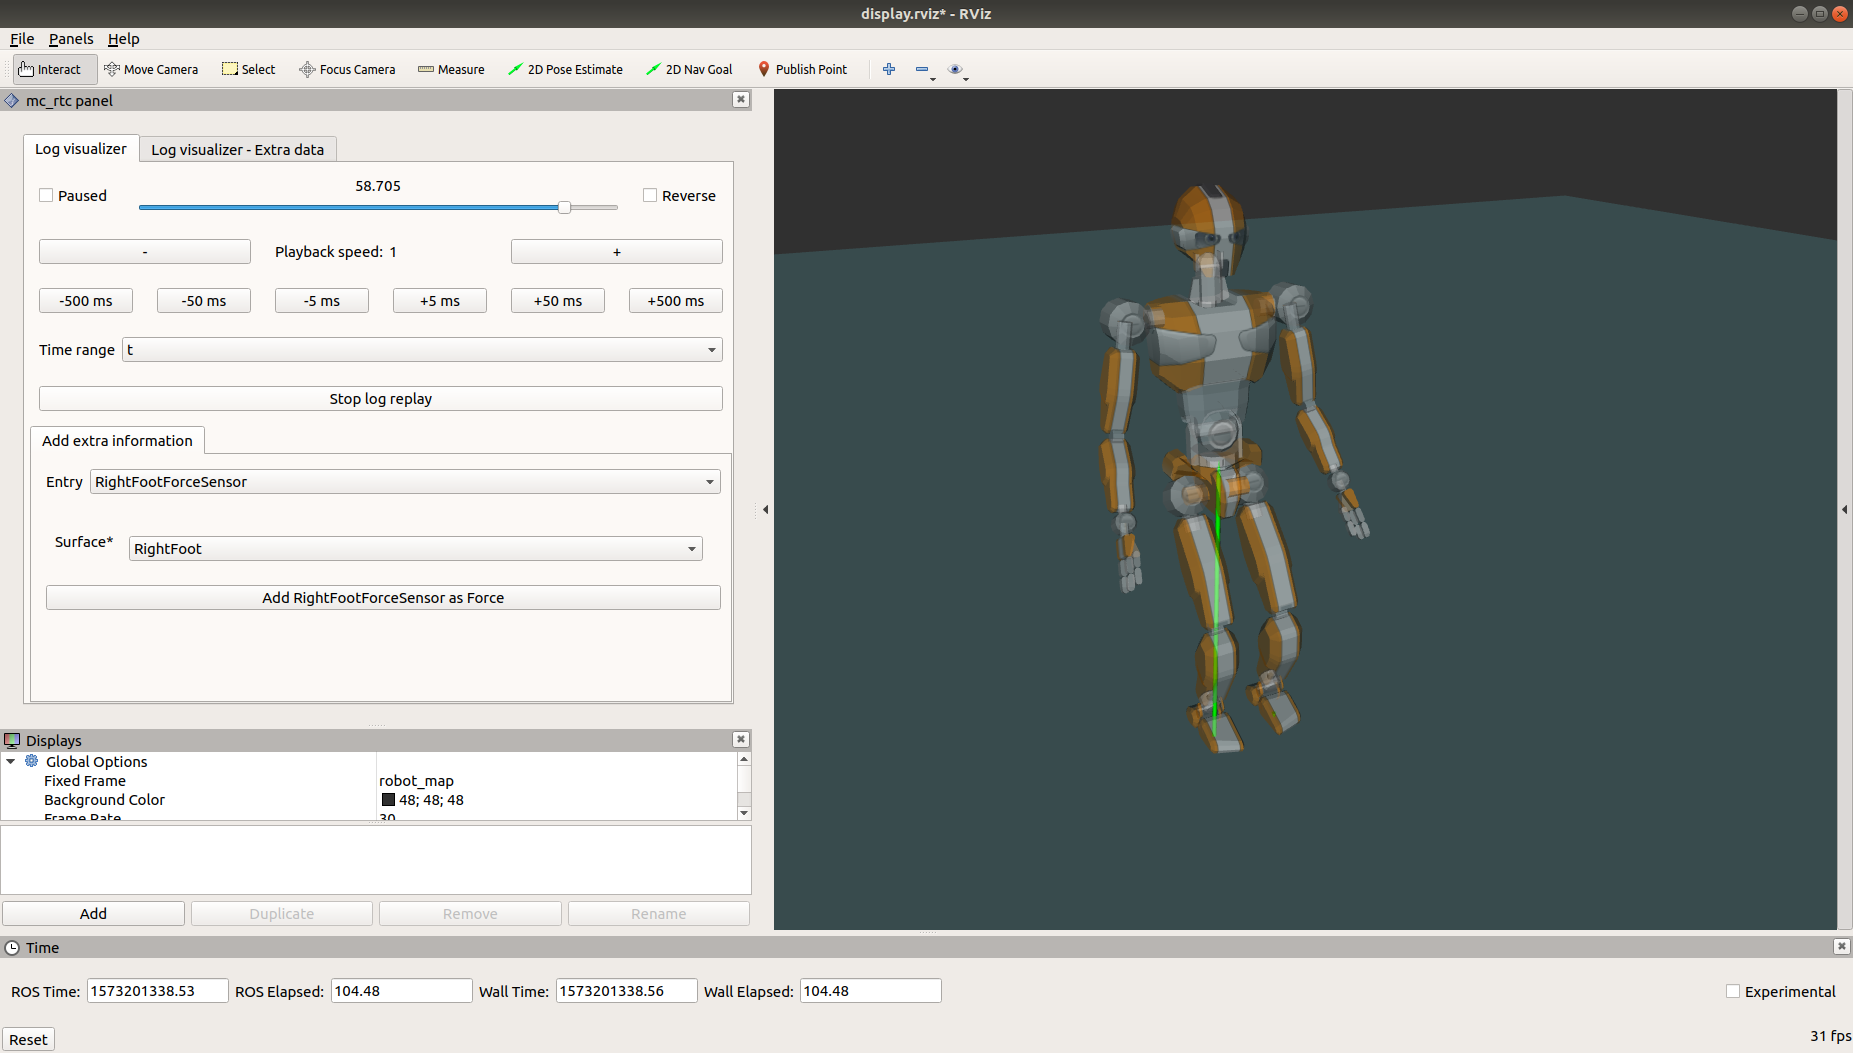 display.rviz* - RViz
File Panels Help
Interact Move Camera Select Focus Camera Measure 2D Pose Estimate 2D Nav Goal Publish Point
mc_rtc panel
Log visualizer Log visualizer - Extra data
58.705
Paused Reverse
- Playback speed: 1 +
-500 ms -50 ms -5 ms +5 ms +50 ms +500 ms
Time range t
Stop log replay
Add extra information
Entry RightFootForceSensor
Surface* RightFoot
Add RightFootForceSensor as Force
Displays
Global Options
Fixed Frame robot_map
Background Color 48; 48; 48
Frame Rate 30
Add Duplicate Remove Rename
Time
ROS Time: 1573201338.53 ROS Elapsed: 104.48 Wall Time: 1573201338.56 Wall Elapsed: 104.48 Experimental
Reset 31 fps